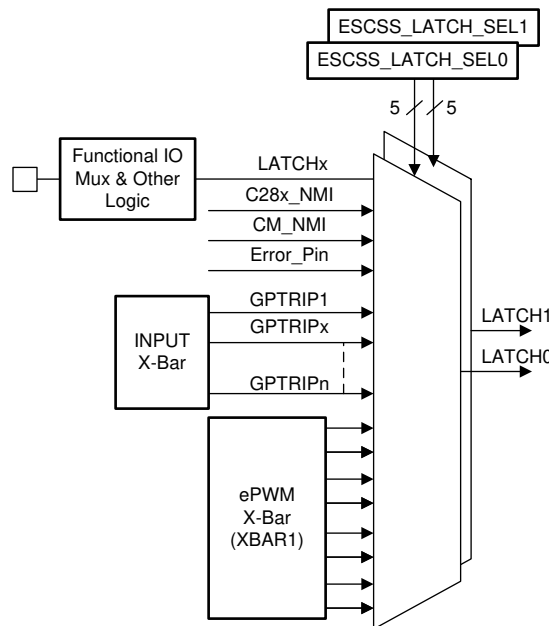 ESCSS_LATCH_SEL1
ESCSS_LATCH_SEL0
5
5
Functional IO
Mux & Other
Logic
LATCHx
C28x_NMI
CM_NMI
Error_Pin
GPTRIP1
GPTRIPx
INPUT
X-Bar
GPTRIPn
LATCH1
LATCH0
ePWM
X-Bar
(XBAR1)